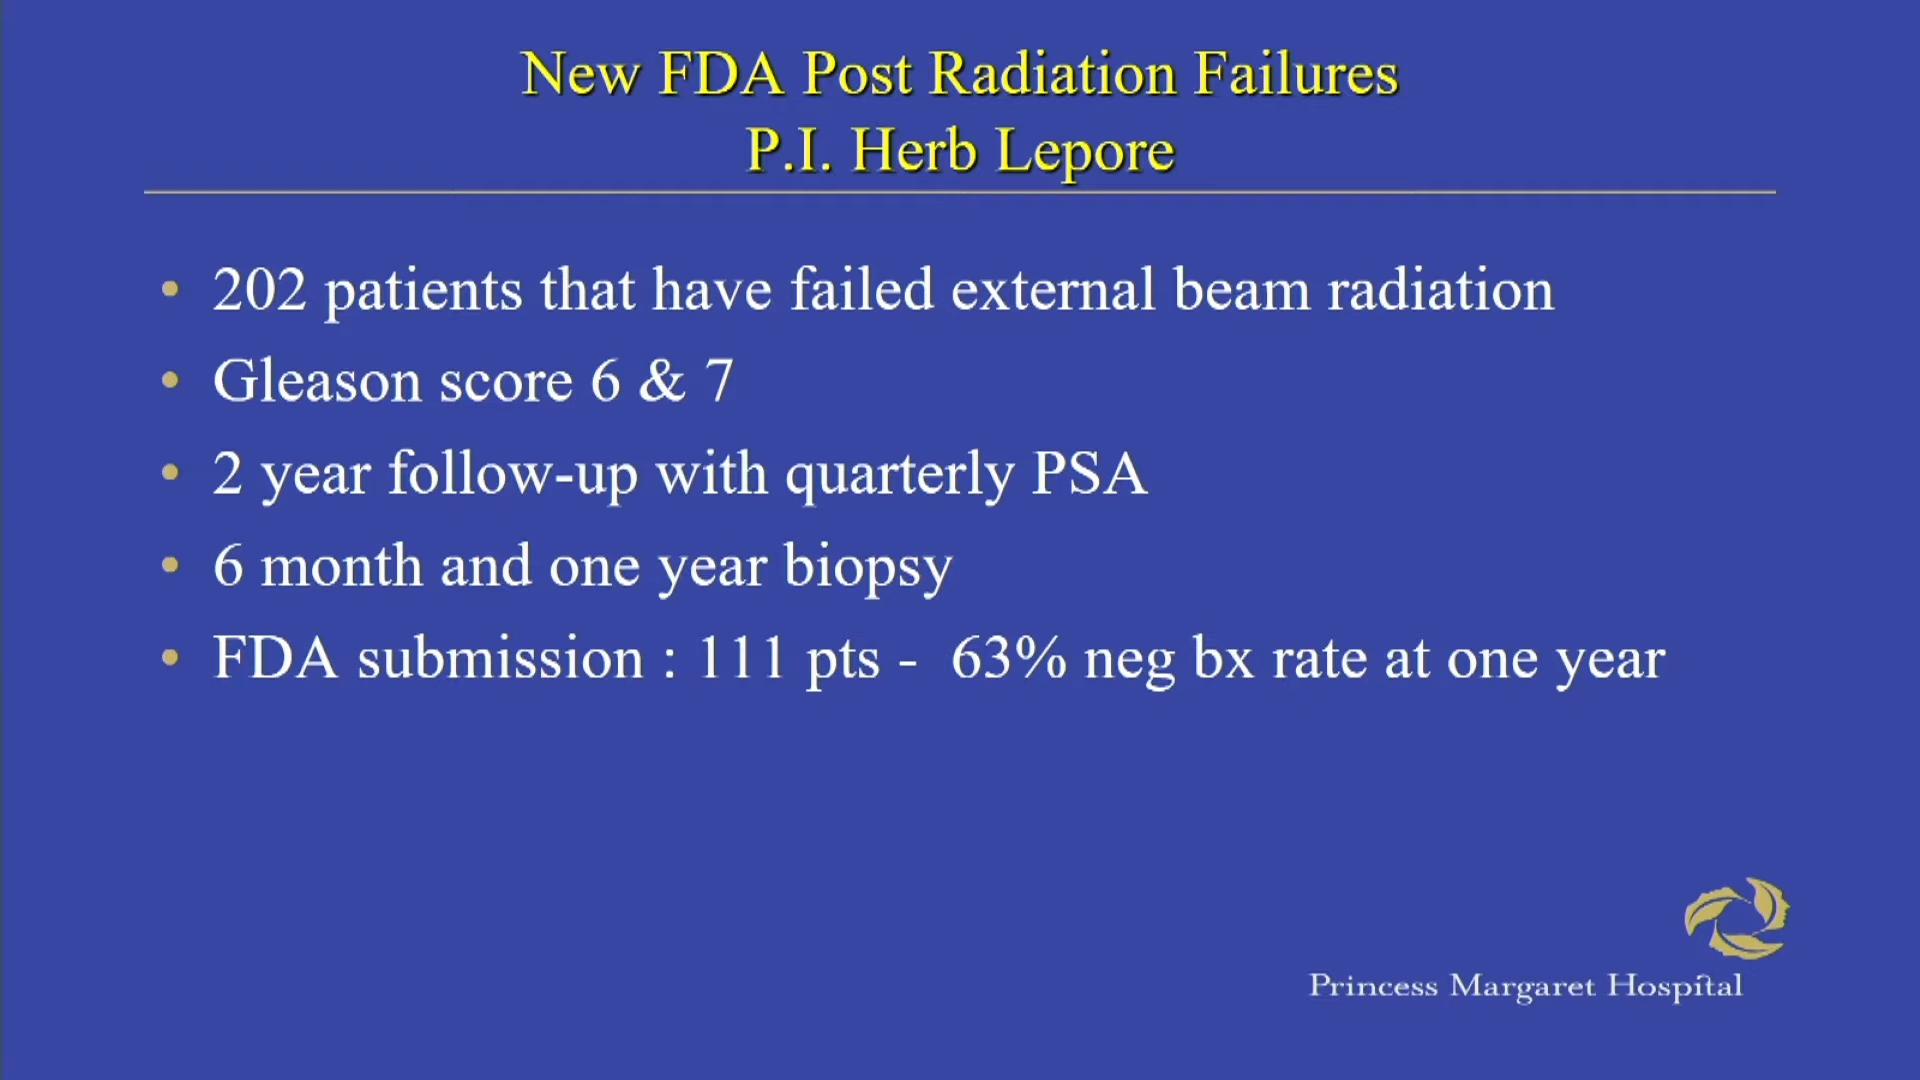 New FDA Post Radiation Failures
P.I. Herb Lepore
• 202 patients that have failed external beam radiation
• Gleason score 6 & 7
• 2 year follow-up with quarterly PSA
• 6 month and one year biopsy
• FDA submission : 111 pts - 63% neg bx rate at one year
Princess Margaret Hospital